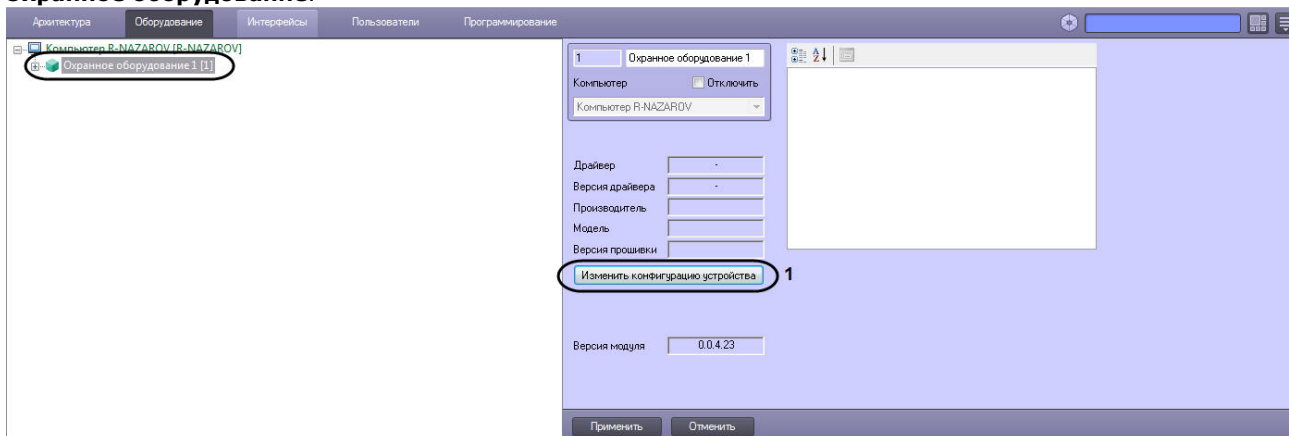 охранное оборудование.
Архитектура Оборудование Интерфейсы Пользователи Программирование
Компьютер R-NAZAROV [R-NAZAROV]
Охранное оборудование 1 [1]
1 Охранное оборудование 1
Компьютер Отключить
Компьютер R-NAZAROV
Драйвер -
Версия драйвера -
Производитель
Модель
Версия прошивки
Изменить конфигурацию устройства 1
Версия модуля 0.0.4.23
Применить Отменить